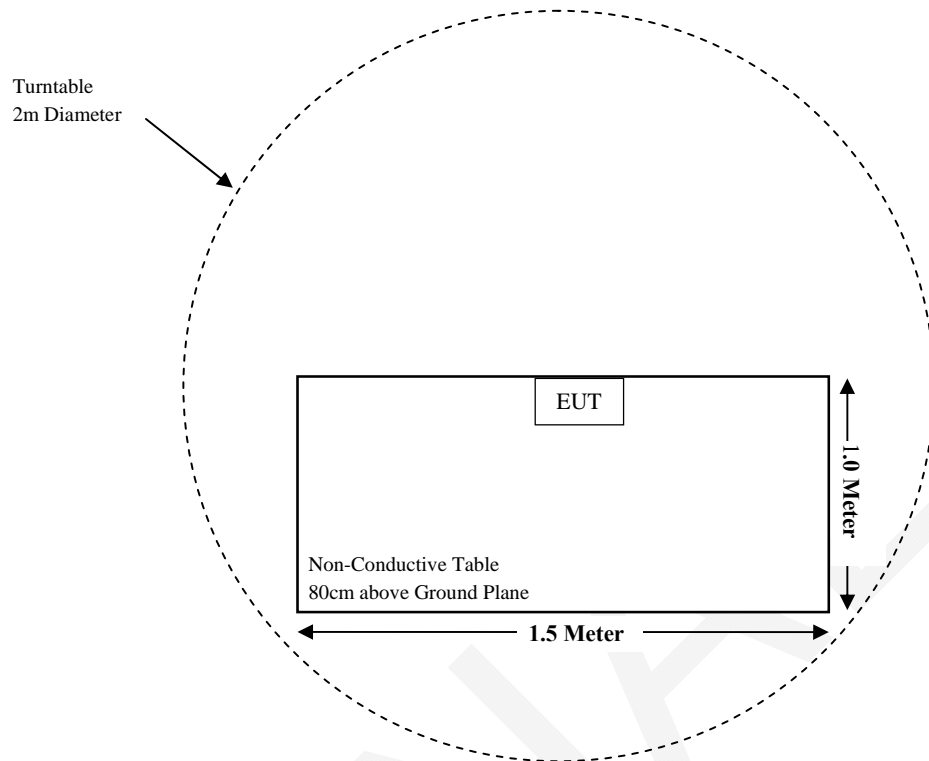 Turntable
2m Diameter
EUT
1.0 Meter
Non-Conductive Table
80cm above Ground Plane
1.5 Meter